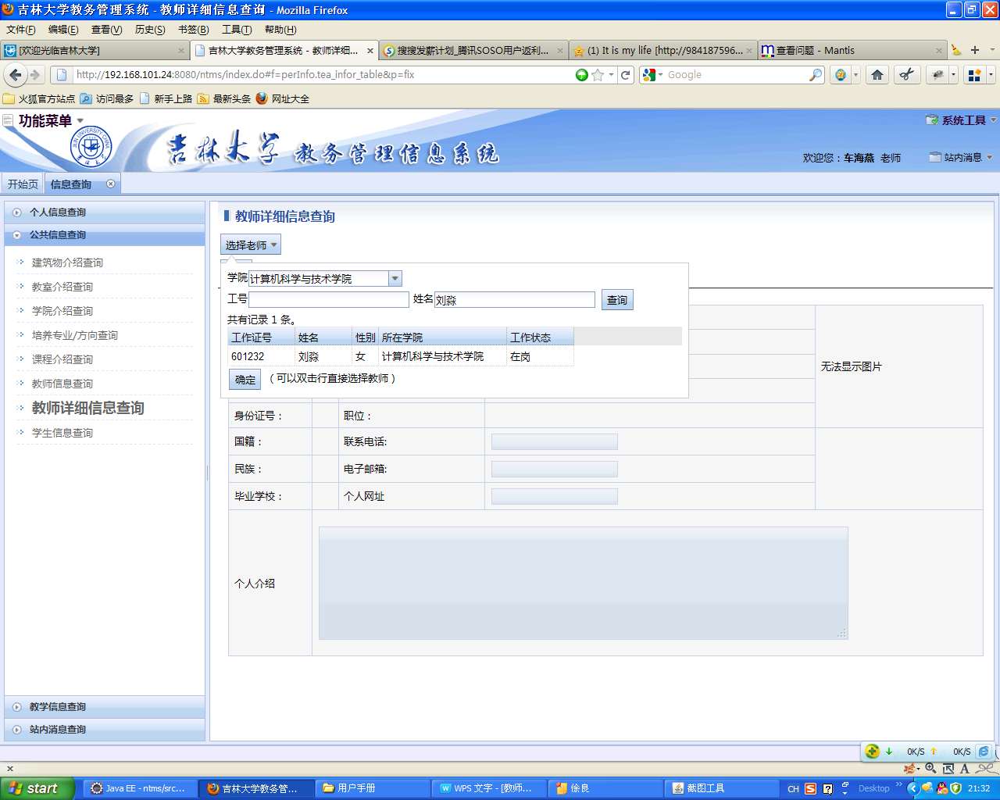 吉林大学教务管理系统 - 教师详细信息查询 - Mozilla Firefox
文件(F) 编辑(E) 查看(V) 历史(S) 书签(B) 工具(T) 帮助(H)
[欢迎光临吉林大学] 吉林大学教务管理系统 - 教师详细... 搜搜发薪计划_腾讯SOSO用户返利... (1) It is my life [http://984187596... 查看问题 - Mantis
http://192.168.101.24:8080/ntms/index.do#f=perInfo.tea_infor_table&p=fix Google
火狐官方站点 访问最多 新手上路 最新头条 网址大全
功能菜单 系统工具
吉林大学 教务管理信息系统
欢迎您：车海燕 老师 站内消息
开始页 信息查询
个人信息查询
公共信息查询
建筑物介绍查询
教室介绍查询
学院介绍查询
培养专业/方向查询
课程介绍查询
教师信息查询
教师详细信息查询
学生信息查询
教学信息查询
站内消息查询
教师详细信息查询
选择老师
学院 计算机科学与技术学院
工号 姓名 刘淼 查询
共有记录 1 条。
工作证号 姓名 性别 所在学院 工作状态
601232 刘淼 女 计算机科学与技术学院 在岗
确定 （可以双击行直接选择教师）
无法显示图片
身份证号： 职位：
国籍： 联系电话:
民族： 电子邮箱:
毕业学校： 个人网址
个人介绍
0K/S 0K/S
start Java EE - ntms/src... 吉林大学教务管... 用户手册 WPS 文字 - [教师... 徐良 截图工具 CH Desktop 21:32